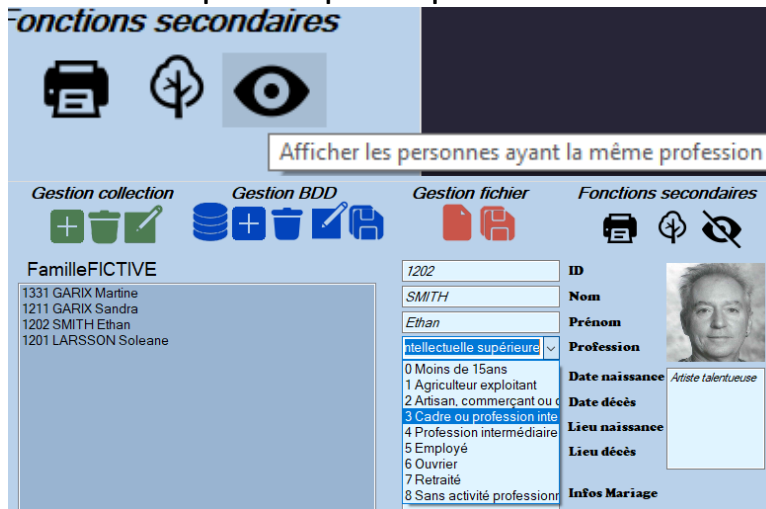 Fonctions secondaires
Afficher les personnes ayant la même profession
Gestion collection Gestion BDD Gestion fichier Fonctions secondaires
FamilleFICTIVE
1331 GARIX Martine
1211 GARIX Sandra
1202 SMITH Ethan
1201 LARSSON Soleane
1202 ID
SMITH Nom
Ethan Prénom
ntellectuelle supérieure Profession
0 Moins de 15ans
1 Agriculteur exploitant
2 Artisan, commerçant ou
3 Cadre ou profession inte
4 Profession intermédiaire
5 Employé
6 Ouvrier
7 Retraité
8 Sans activité professionn
Date naissance
Date décès
Lieu naissance
Lieu décès
Infos Mariage
Artiste talentueuse